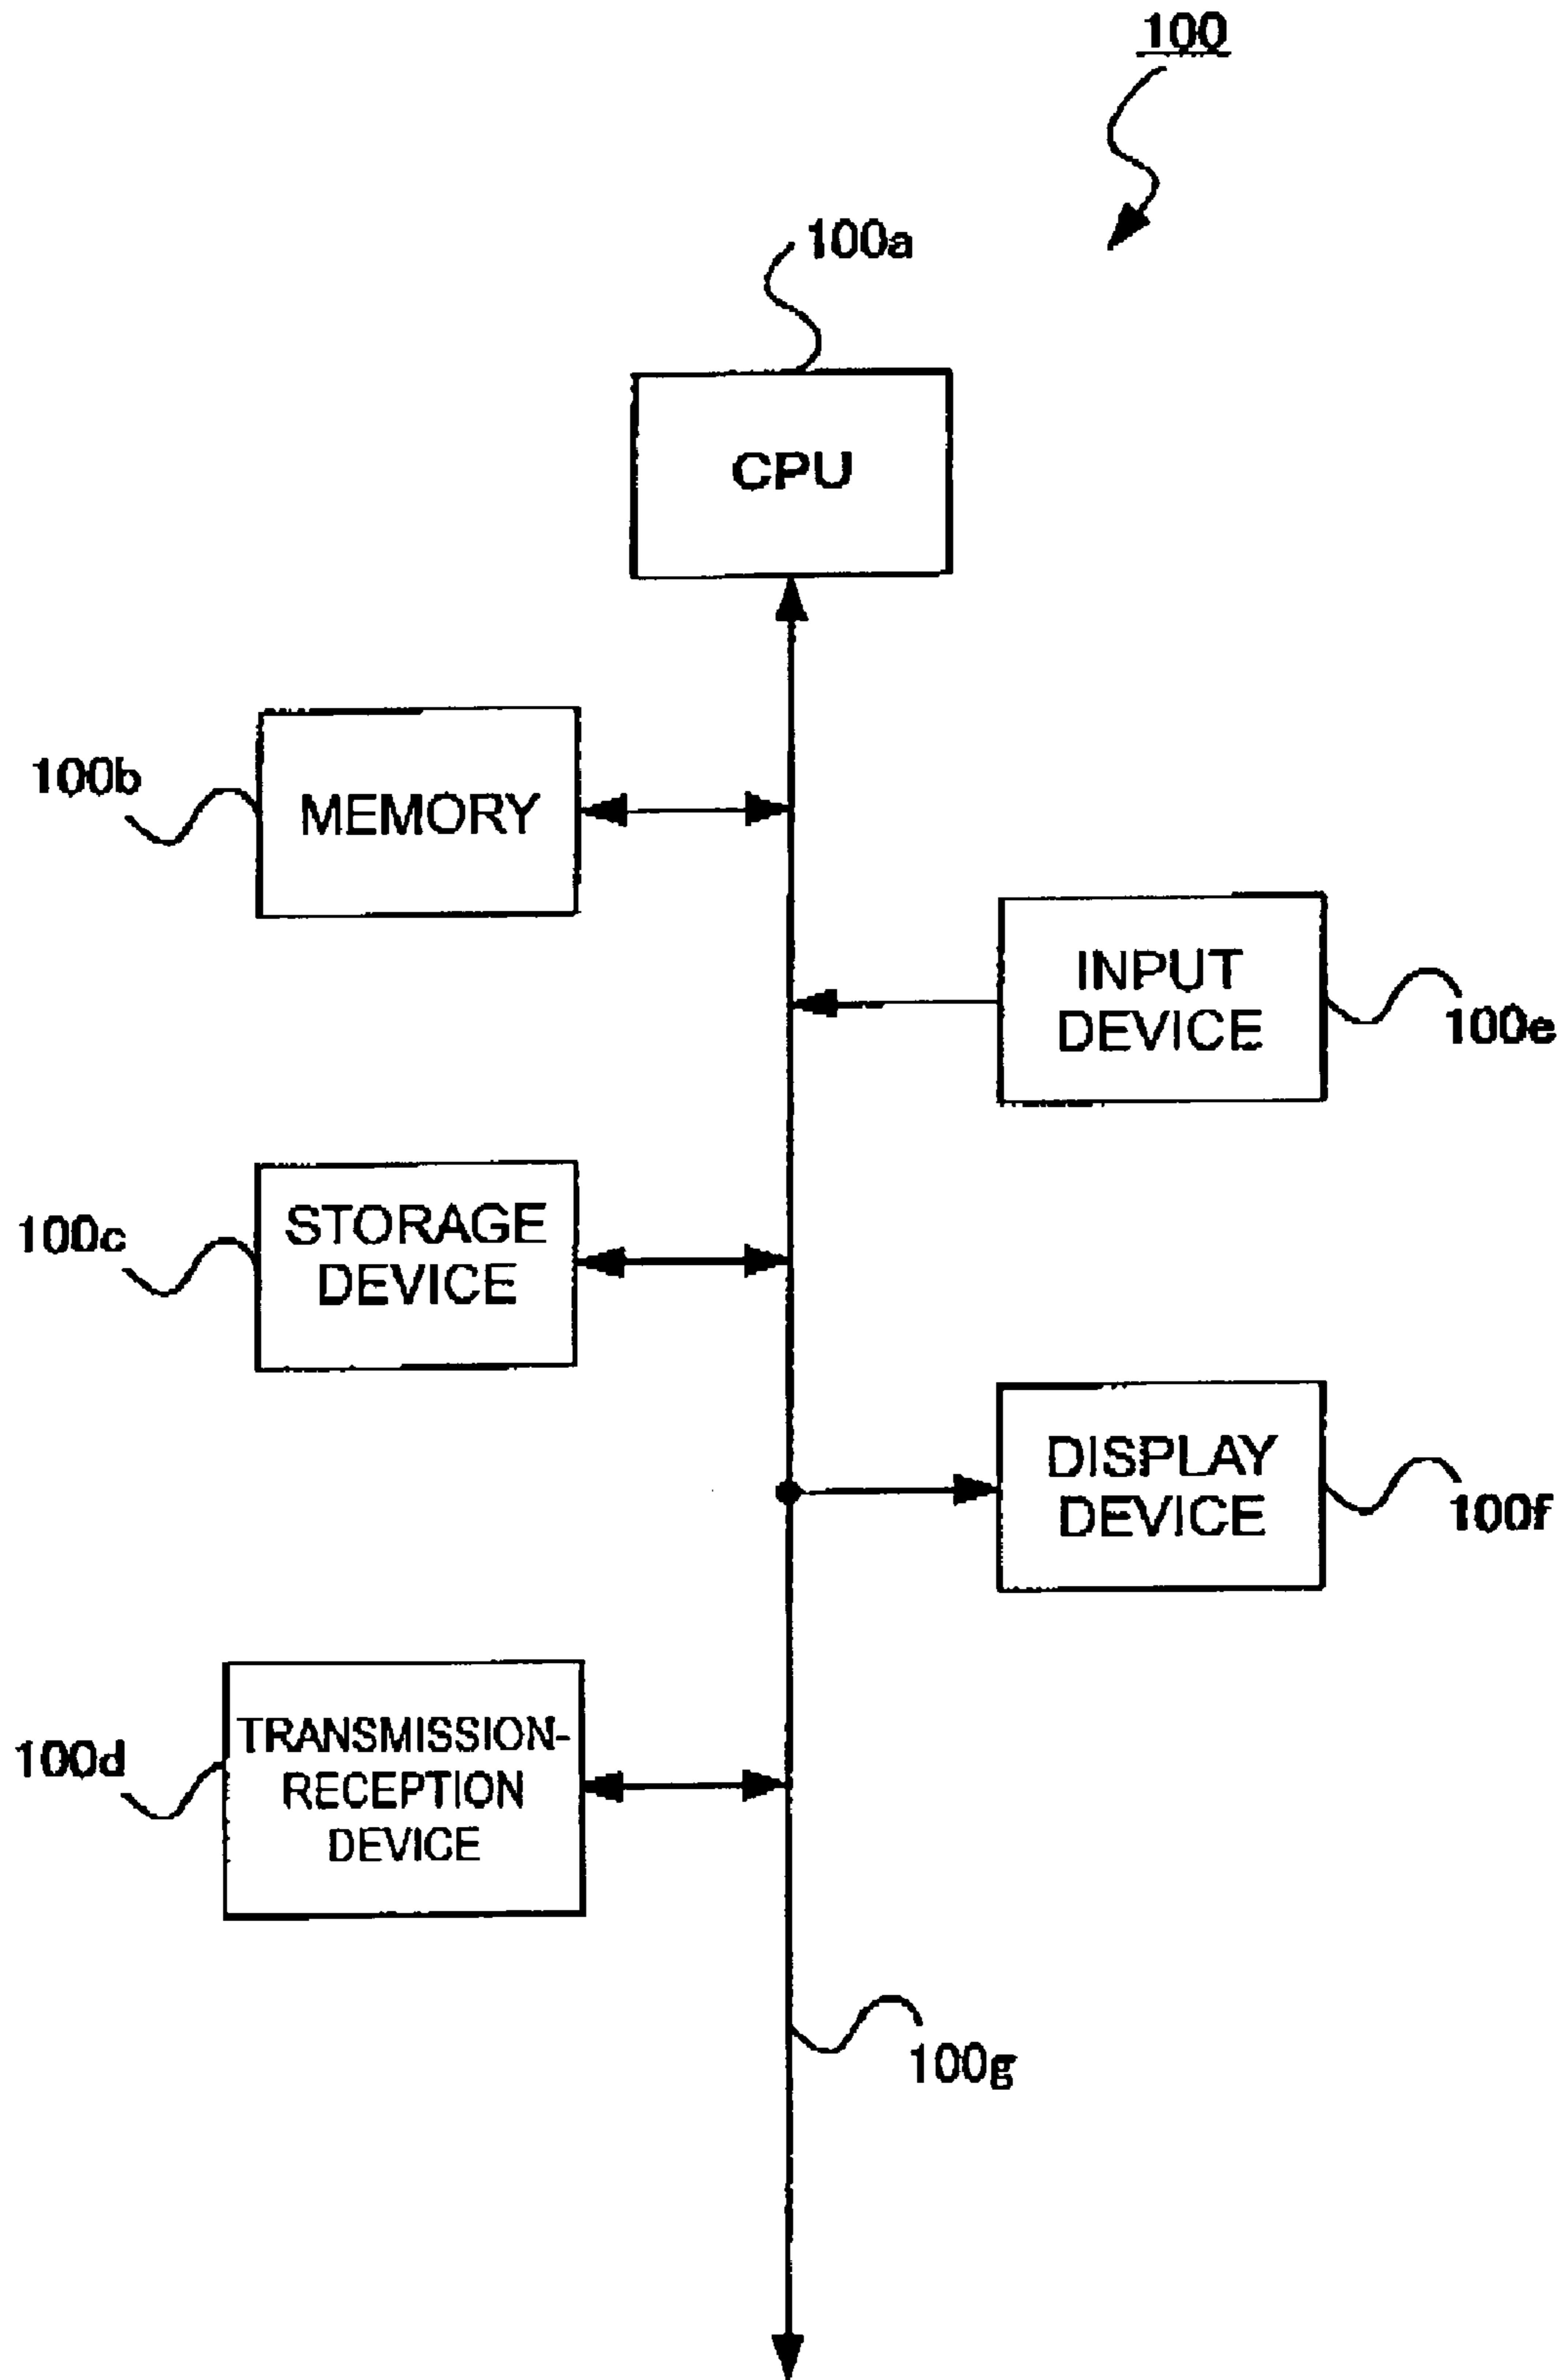 100
100a
CPU
100b
MEMORY
INPUT
DEVICE
100e
100c
STORAGE
DEVICE
DISPLAY
DEVICE
100f
100d
TRANSMISSION-
RECEPTION
DEVICE
100g